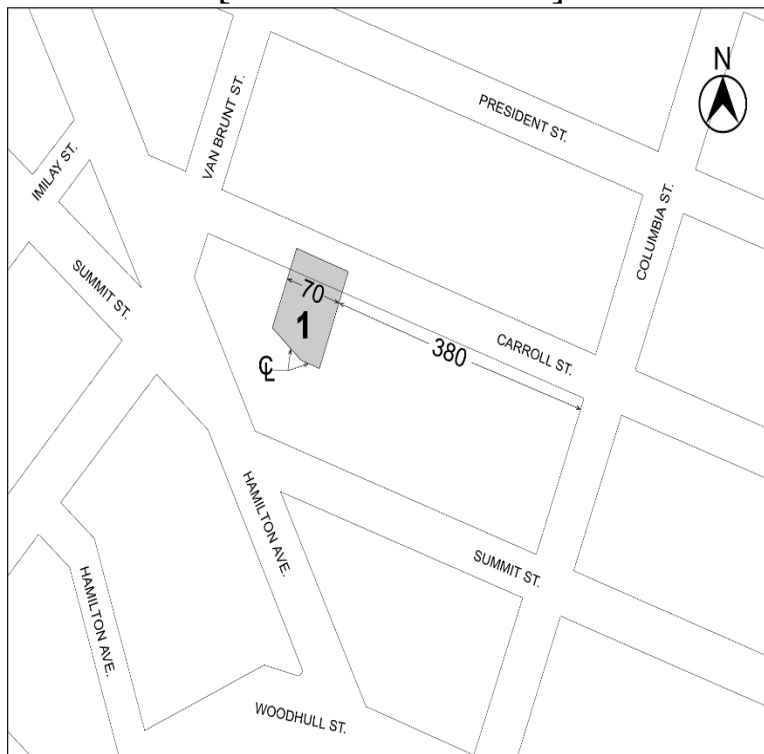 N
PRESIDENT ST.
VAN BRUNT ST.
IMILAY ST.
COLUMBIA ST.
SUMMIT ST.
70
1
380
CARROLL ST.
℄
HAMILTON AVE.
SUMMIT ST.
HAMILTON AVE.
WOODHULL ST.